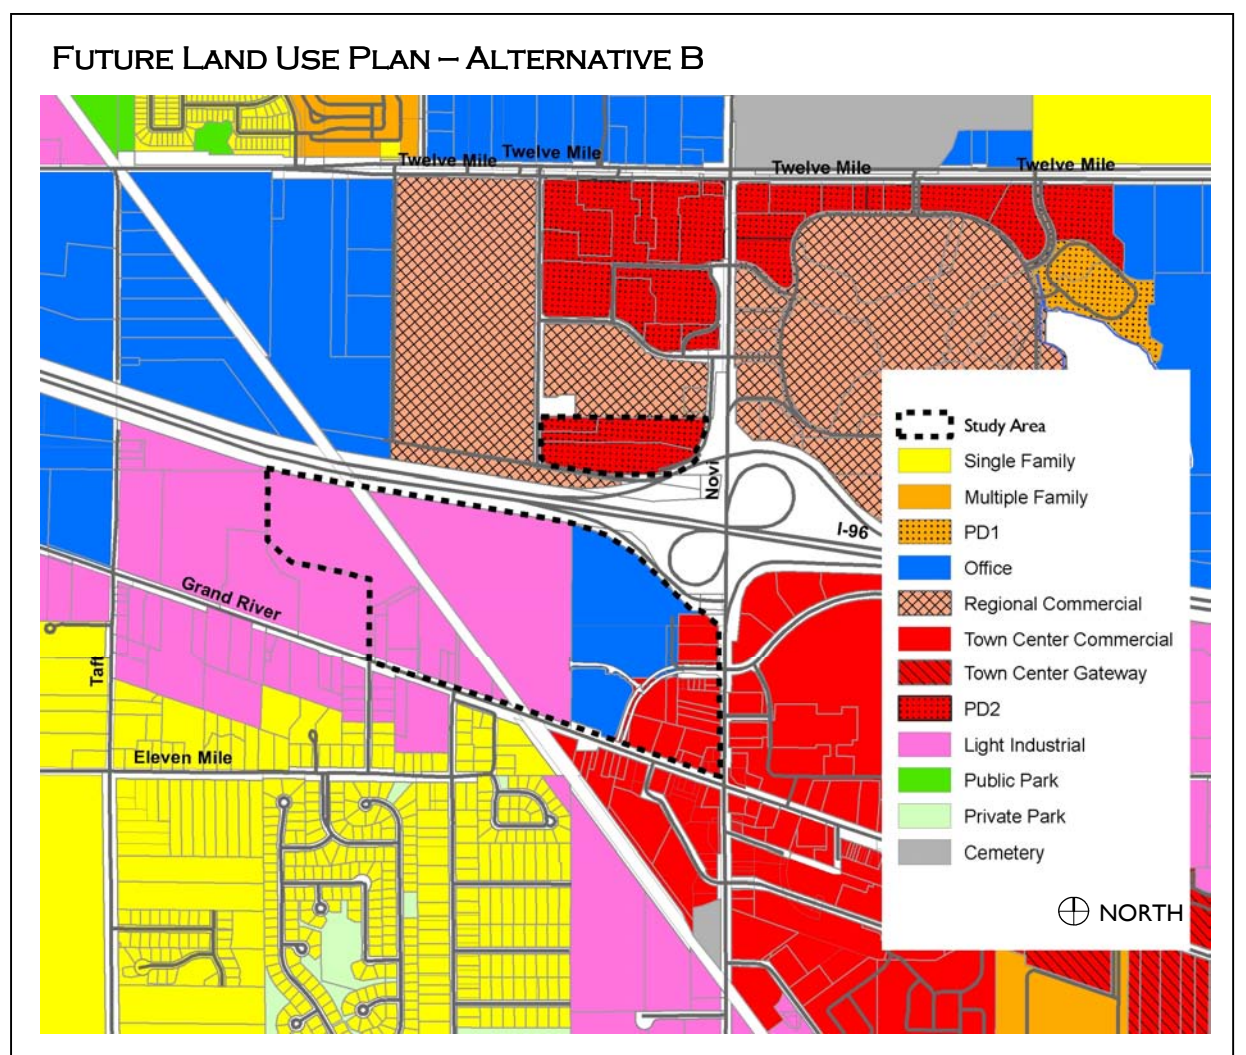 FUTURE LAND USE PLAN – ALTERNATIVE B
Twelve Mile
Twelve Mile
Twelve Mile
Twelve Mile
Study Area
Single Family
Multiple Family
PD1
Office
Regional Commercial
Town Center Commercial
Town Center Gateway
PD2
Light Industrial
Public Park
Private Park
Cemetery
NORTH
Novi
I-96
Grand River
Taft
Eleven Mile